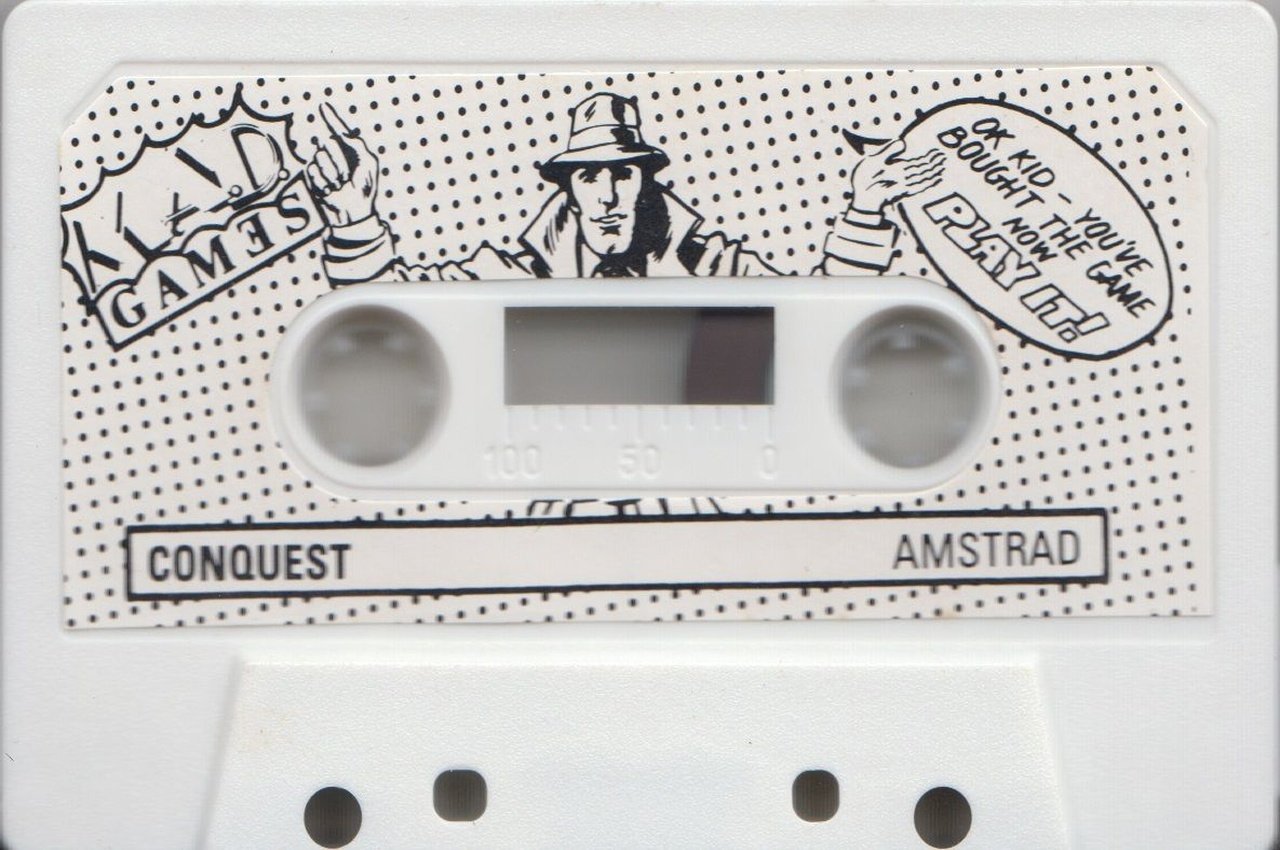 M.A.D.
GAMES
OK KID - YOU'VE
BOUGHT THE GAME
NOW
PLAY IT!
100 50 0
CONQUEST AMSTRAD